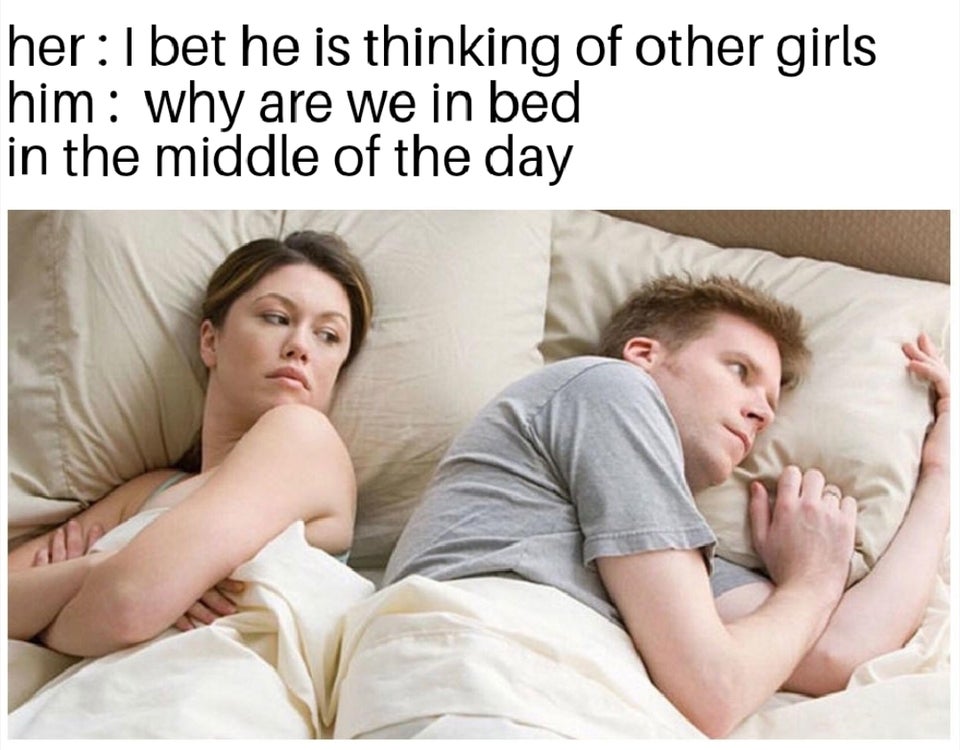 her : I bet he is thinking of other girls
him :  why are we in bed
in the middle of the day